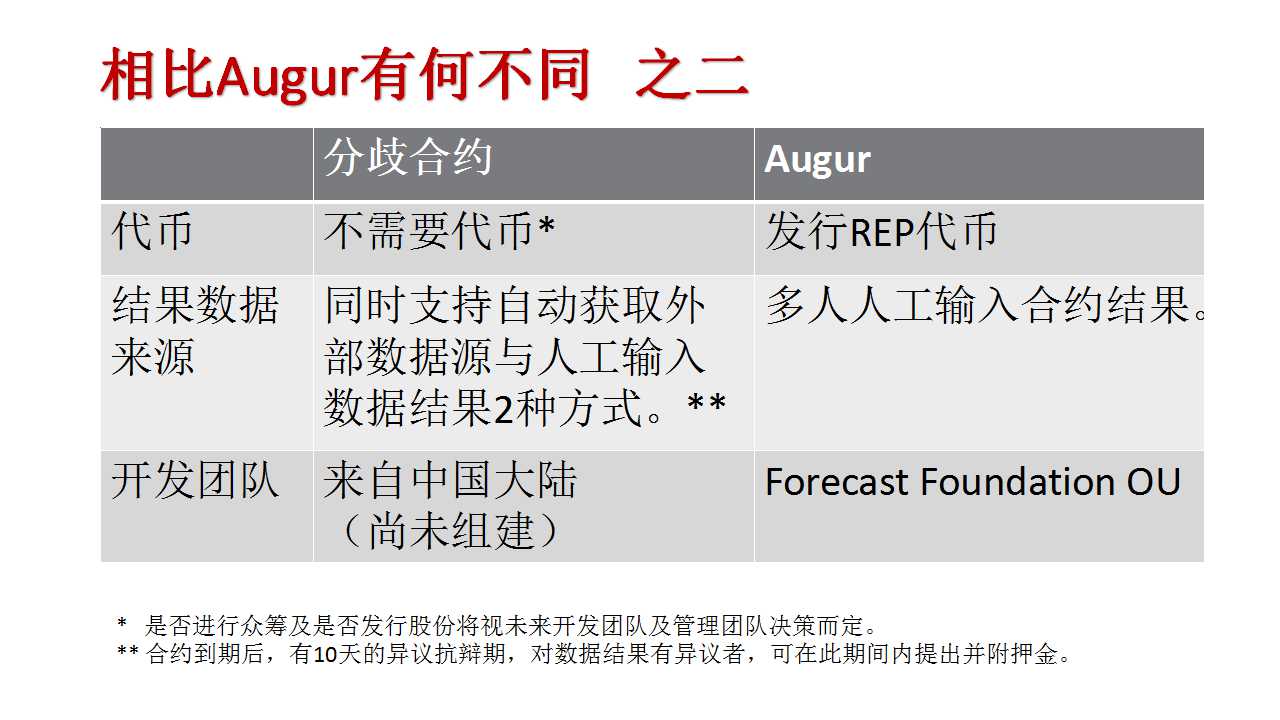 相比Augur有何不同 之二
分歧合约
Augur
代币
不需要代币*
发行REP代币
结果数据
来源
同时支持自动获取外
部数据源与人工输入
数据结果2种方式。**
多人人工输入合约结果。
开发团队
来自中国大陆
（尚未组建）
Forecast Foundation OU
* 是否进行众筹及是否发行股份将视未来开发团队及管理团队决策而定。
** 合约到期后，有10天的异议抗辩期，对数据结果有异议者，可在此期间内提出并附押金。